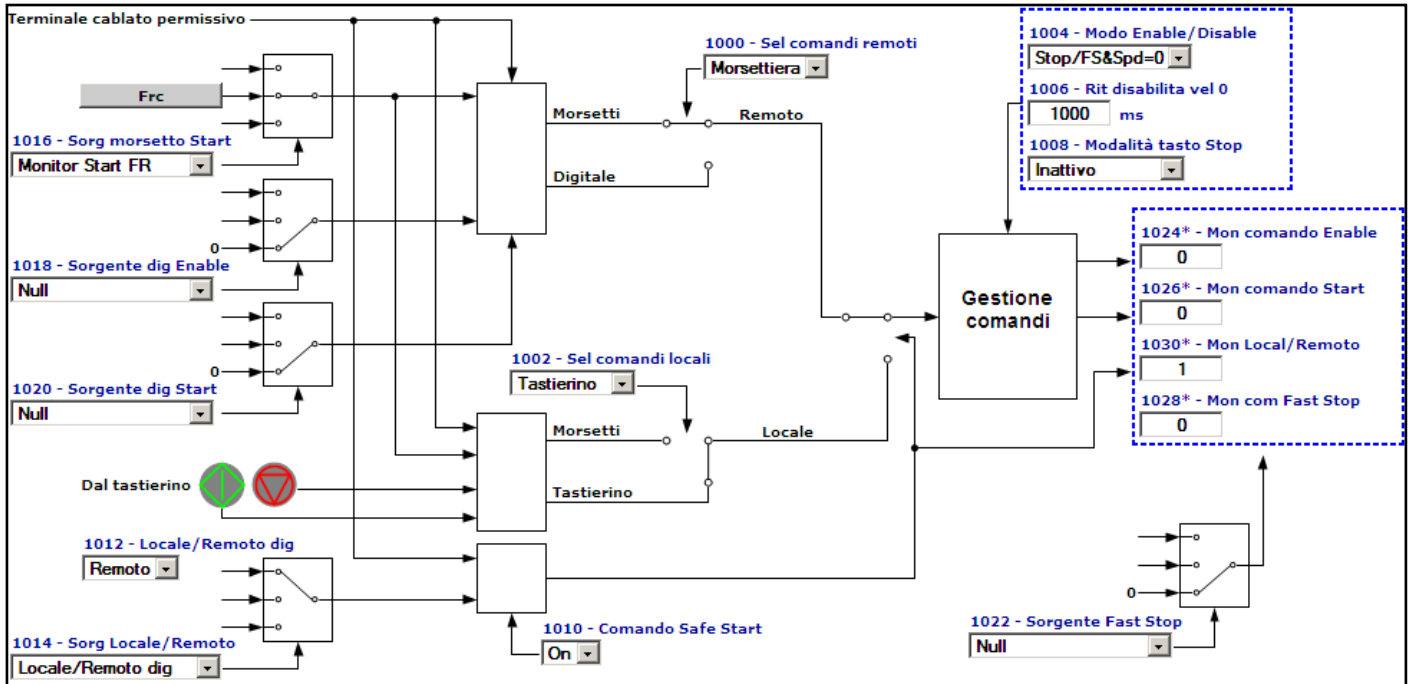 Terminale cablato permissivo
Frc
1016 - Sorg morsetto Start
Monitor Start FR
0
1018 - Sorgente dig Enable
Null
0
1020 - Sorgente dig Start
Null
Dal tastierino
1012 - Locale/Remoto dig
Remoto
1014 - Sorg Locale/Remoto
Locale/Remoto dig
1000 - Sel comandi remoti
Morsettiera
Morsetti
Remoto
Digitale
1002 - Sel comandi locali
Tastierino
Morsetti
Locale
Tastierino
1010 - Comando Safe Start
On
1004 - Modo Enable/Disable
Stop/FS&Spd=0
1006 - Rit disabilita vel 0
1000 ms
1008 - Modalità tasto Stop
Inattivo
Gestione
comandi
1024* - Mon comando Enable
0
1026* - Mon comando Start
0
1030* - Mon Local/Remoto
1
1028* - Mon com Fast Stop
0
0
1022 - Sorgente Fast Stop
Null